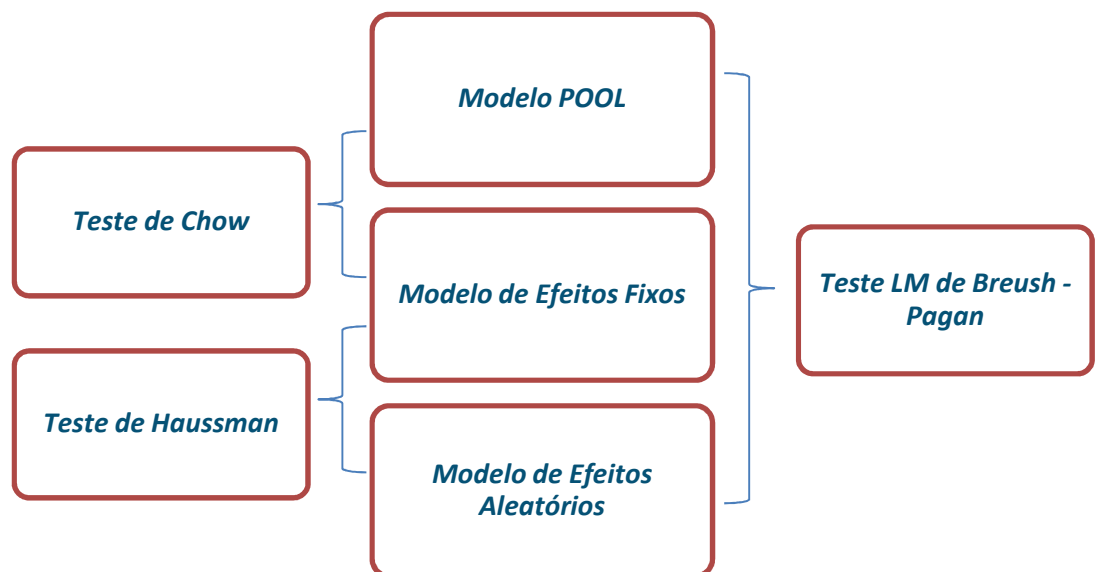 Modelo POOL
Teste de Chow
Modelo de Efeitos Fixos
Teste LM de Breush -
Pagan
Teste de Haussman
Modelo de Efeitos
Aleatórios